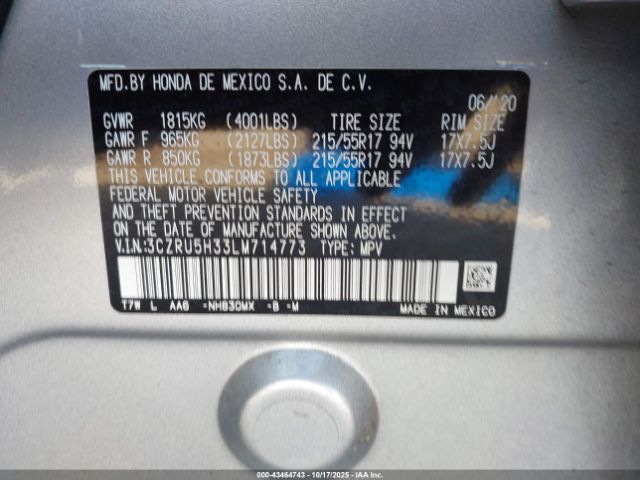 MFD.BY HONDA DE MEXICO S.A. DE C.V.
06/'20
GVWR 1815KG (4001LBS) TIRE SIZE RIM SIZE
GAWR F 965KG (2127LBS) 215/55R17 94V 17X7.5J
GAWR R 850KG (1873LBS) 215/55R17 94V 17X7.5J
THIS VEHICLE CONFORMS TO ALL APPLICABLE
FEDERAL MOTOR VEHICLE SAFETY
AND THEFT PREVENTION STANDARDS IN EFFECT
ON THE DATE OF MANUFACTURE SHOWN ABOVE.
V.I.N:3CZRU5H33LM714773 TYPE: MPV
T7W L AA6 =NH830MX =B =M
MADE IN MEXICO
000-43464743 | 10/17/2025 | Copyright IAA, LLC.